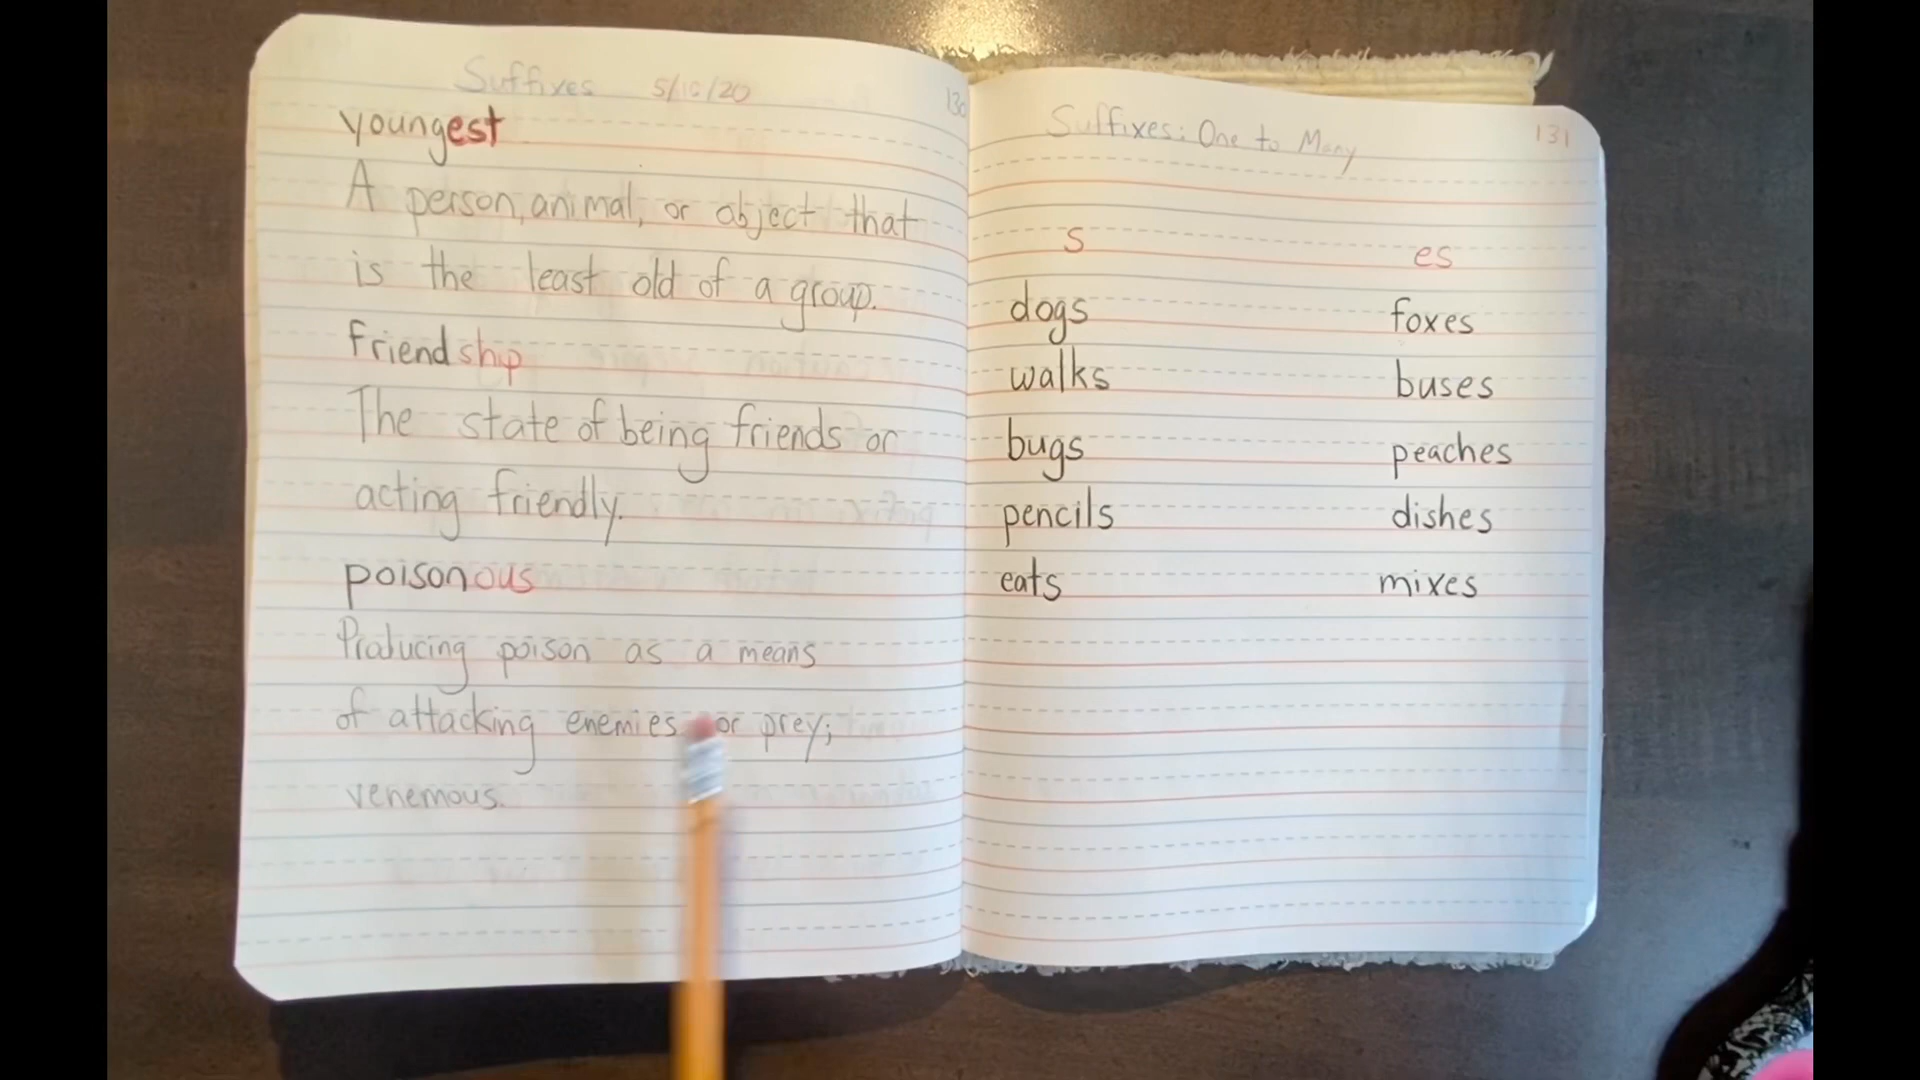 Suffixes 5/10/20 130
youngest
A person, animal, or object that
is the least old of a group.
friendship
The state of being friends or
acting friendly.
poisonous
Producing poison as a means
of attacking enemies or prey;
venemous.
Suffixes: One to Many 131
s es
dogs foxes
walks buses
bugs peaches
pencils dishes
eats mixes